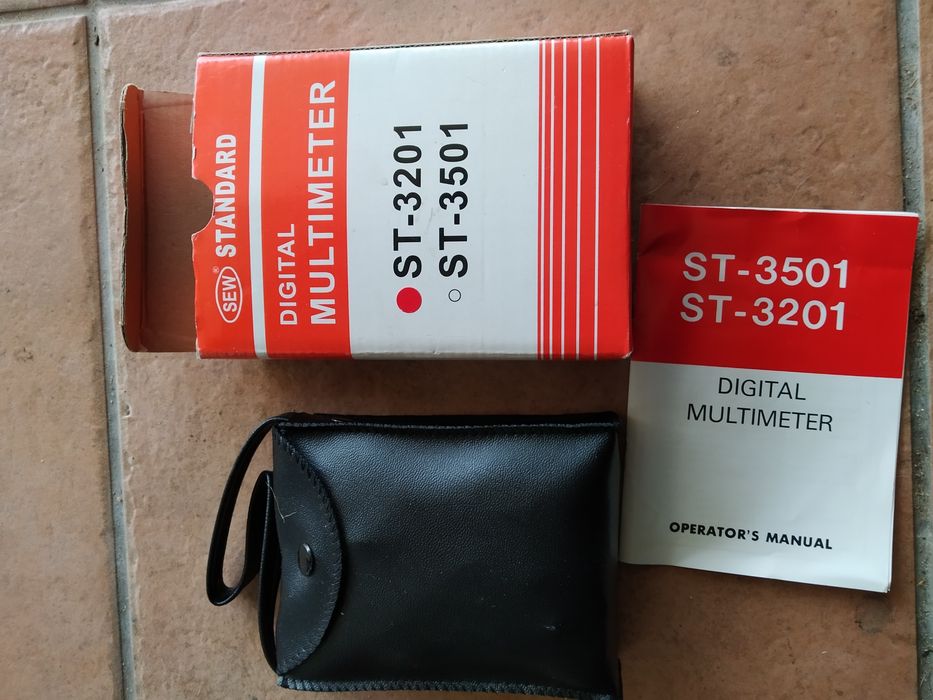 SEW® STANDARD
DIGITAL
MULTIMETER
ST-3201
ST-3501
ST-3501
ST-3201
DIGITAL
MULTIMETER
OPERATOR'S MANUAL